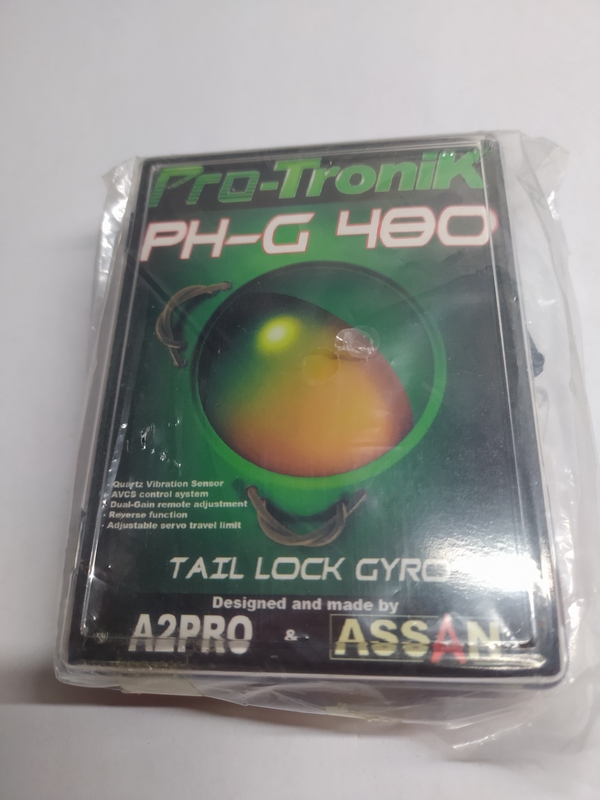 Pro-TroniK
PH-G 480
- Quartz Vibration Sensor
- AVCS control system
- Dual-Gain remote adjustment
- Reverse function
- Adjustable servo travel limit
TAIL LOCK GYRO
Designed and made by
A2PRO & ASSAN